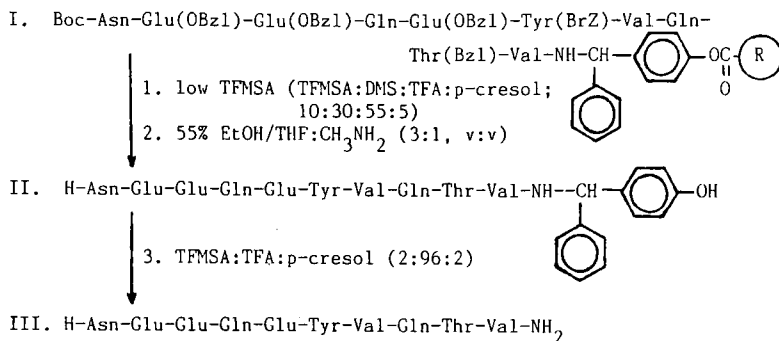 I. Boc-Asn-Glu(OBzl)-Glu(OBzl)-Gln-Glu(OBzl)-Tyr(BrZ)-Val-Gln-
Thr(Bzl)-Val-NH-CH OC R
O
1. low TFMSA (TFMSA:DMS:TFA:p-cresol;
10:30:55:5)
2. 55% EtOH/THF:CH3NH2 (3:1, v:v)
II. H-Asn-Glu-Glu-Gln-Glu-Tyr-Val-Gln-Thr-Val-NH-CH OH
3. TFMSA:TFA:p-cresol (2:96:2)
III. H-Asn-Glu-Glu-Gln-Glu-Tyr-Val-Gln-Thr-Val-NH2